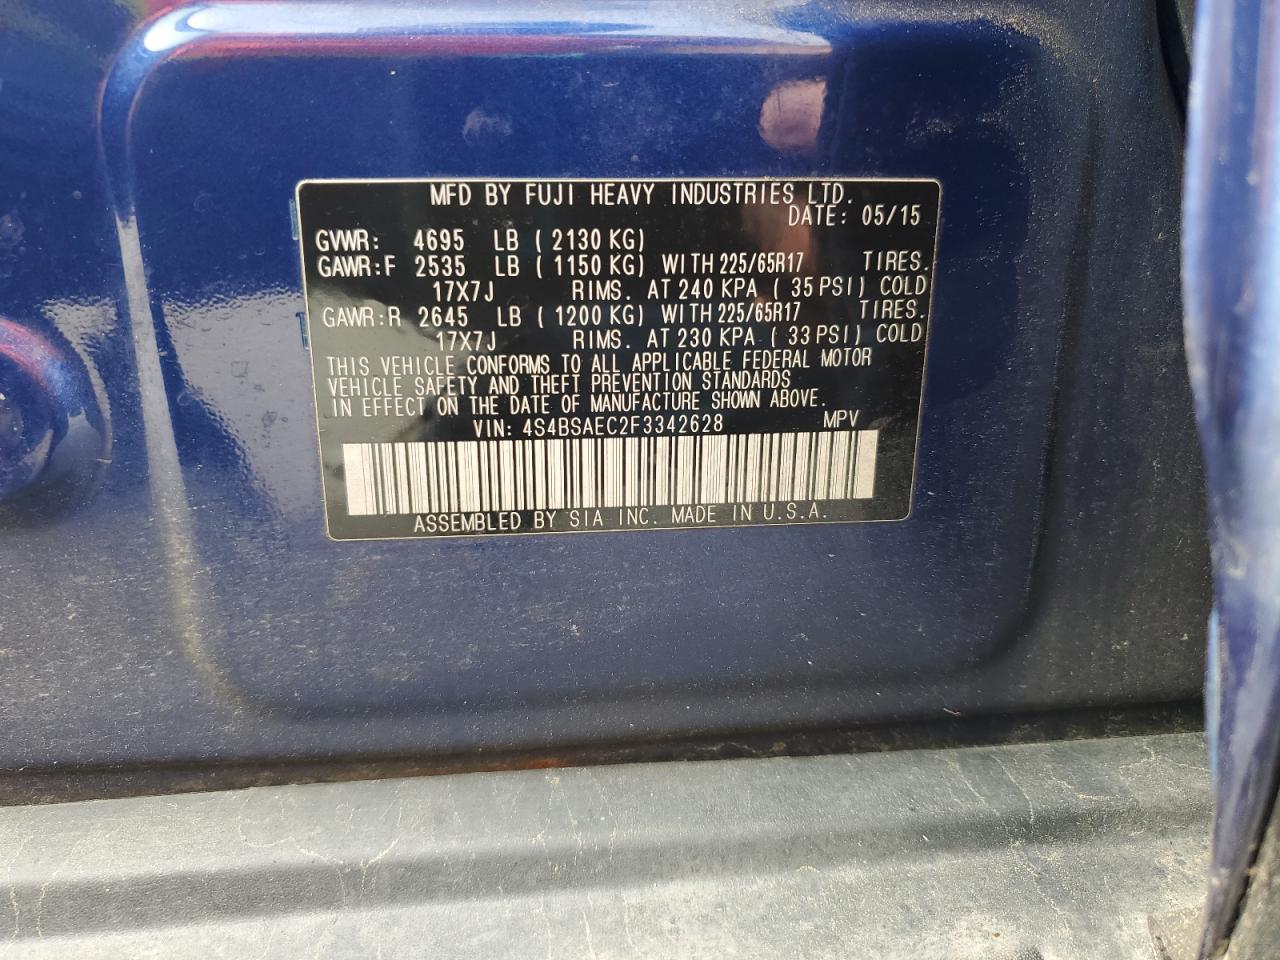 MFD BY FUJI HEAVY INDUSTRIES LTD.
DATE: 05/15
GVWR: 4695 LB ( 2130 KG)
GAWR:F 2535 LB ( 1150 KG) WITH 225/65R17 TIRES.
17X7J RIMS. AT 240 KPA ( 35 PSI) COLD
GAWR:R 2645 LB ( 1200 KG) WITH 225/65R17 TIRES.
17X7J RIMS. AT 230 KPA ( 33 PSI) COLD
THIS VEHICLE CONFORMS TO ALL APPLICABLE FEDERAL MOTOR
VEHICLE SAFETY AND THEFT PREVENTION STANDARDS
IN EFFECT ON THE DATE OF MANUFACTURE SHOWN ABOVE.
VIN: 4S4BSAEC2F3342628 MPV
ASSEMBLED BY SIA INC. MADE IN U.S.A.